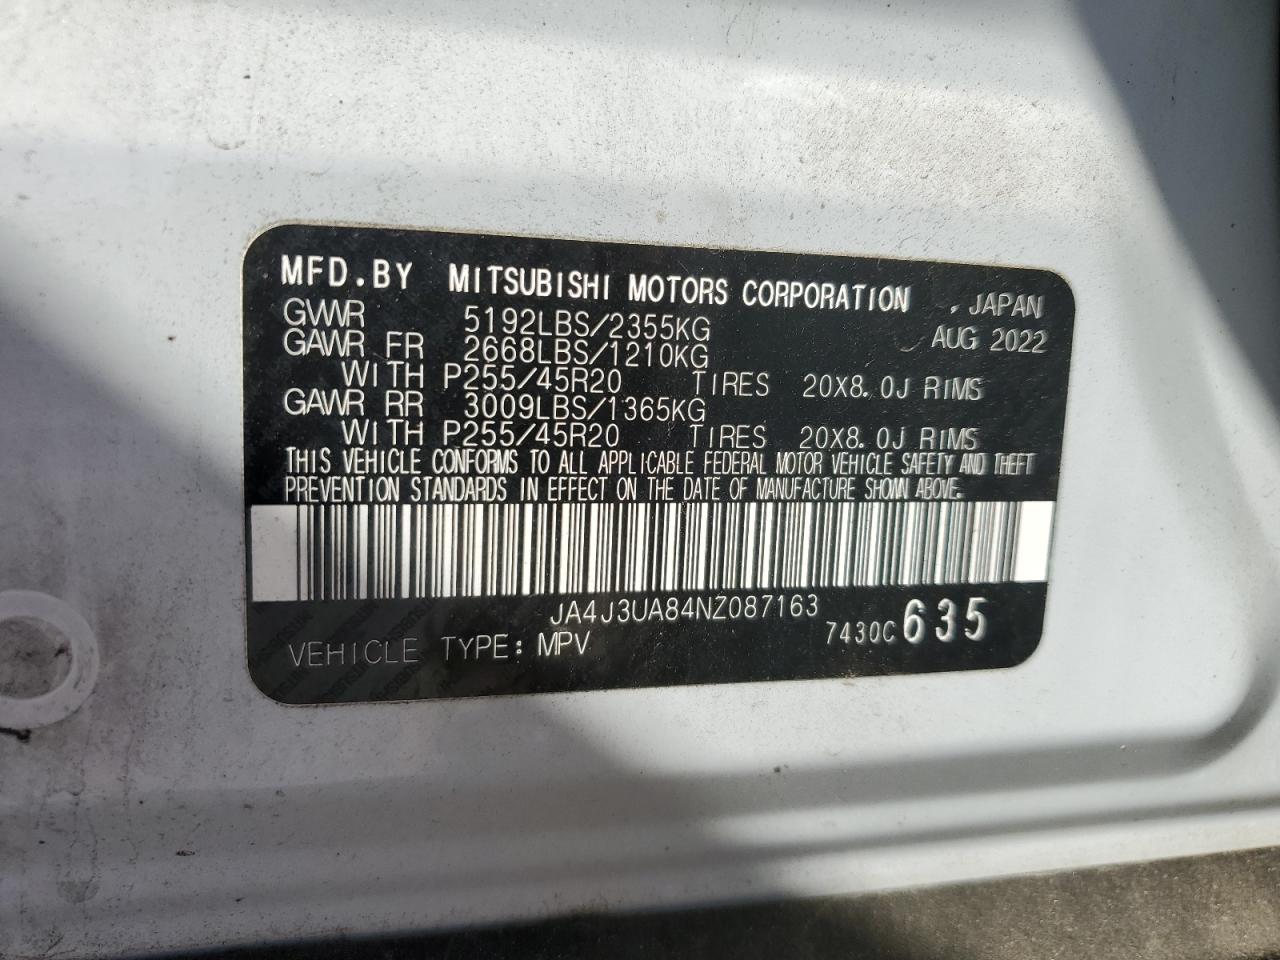 MFD.BY MITSUBISHI MOTORS CORPORATION , JAPAN
GVWR 5192LBS/2355KG AUG 2022
GAWR FR 2668LBS/1210KG
WITH P255/45R20 TIRES 20X8.0J RIMS
GAWR RR 3009LBS/1365KG
WITH P255/45R20 TIRES 20X8.0J RIMS
THIS VEHICLE CONFORMS TO ALL APPLICABLE FEDERAL MOTOR VEHICLE SAFETY AND THEFT
PREVENTION STANDARDS IN EFFECT ON THE DATE OF MANUFACTURE SHOWN ABOVE.
JA4J3UA84NZ087163
VEHICLE TYPE: MPV 7430C 635